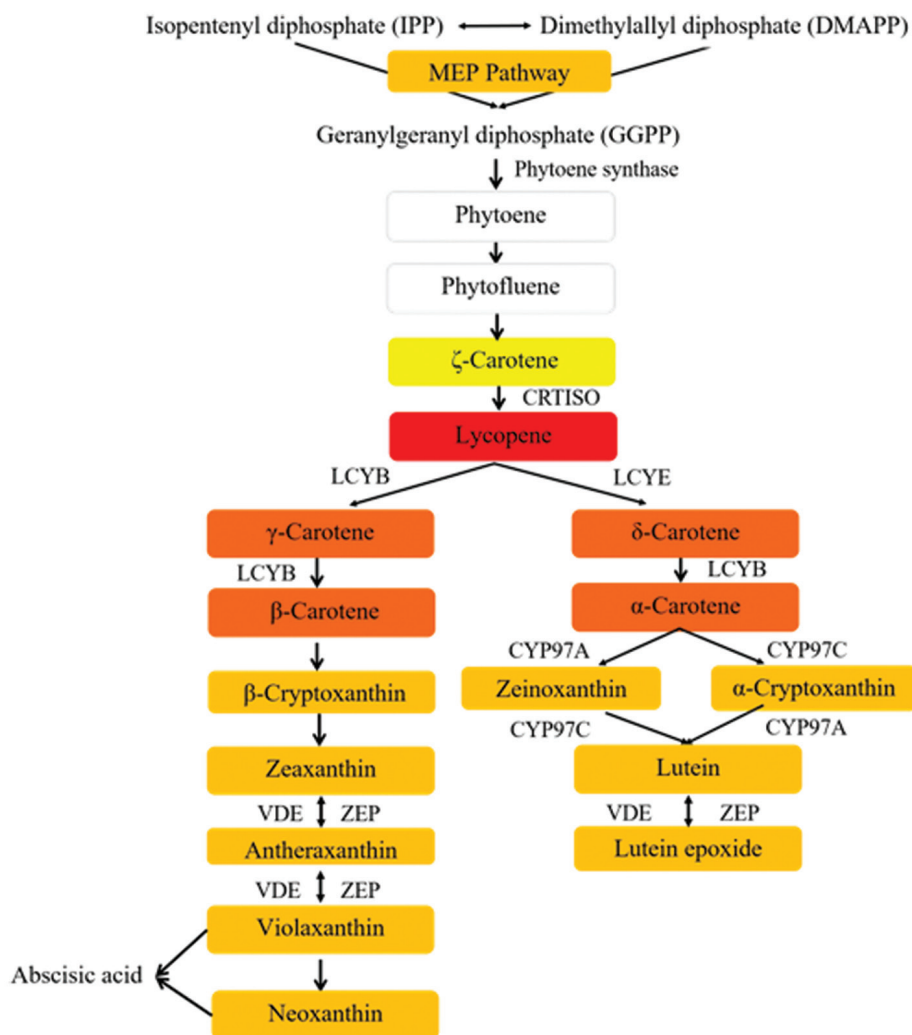 Isopentenyl diphosphate (IPP) Dimethylallyl diphosphate (DMAPP)
MEP Pathway
Geranylgeranyl diphosphate (GGPP)
Phytoene synthase
Phytoene
Phytofluene
ζ-Carotene
CRTISO
Lycopene
LCYB LCYE
γ-Carotene δ-Carotene
LCYB LCYB
β-Carotene α-Carotene
CYP97A CYP97C
β-Cryptoxanthin Zeinoxanthin α-Cryptoxanthin
CYP97C CYP97A
Zeaxanthin Lutein
VDE ZEP VDE ZEP
Antheraxanthin Lutein epoxide
VDE ZEP
Violaxanthin
Abscisic acid
Neoxanthin